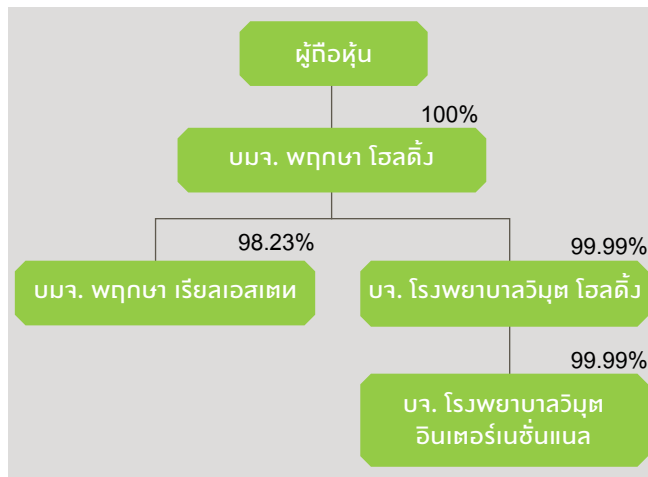 ผู้ถือหุ้น
100%
บมจ. พฤกษา โฮลดิ้ง
98.23%
99.99%
บมจ. พฤกษา เรียลเอสเตท
บจ. โรงพยาบาลวิมุต โฮลดิ้ง
99.99%
บจ. โรงพยาบาลวิมุต
อินเตอร์เนชั่นแนล